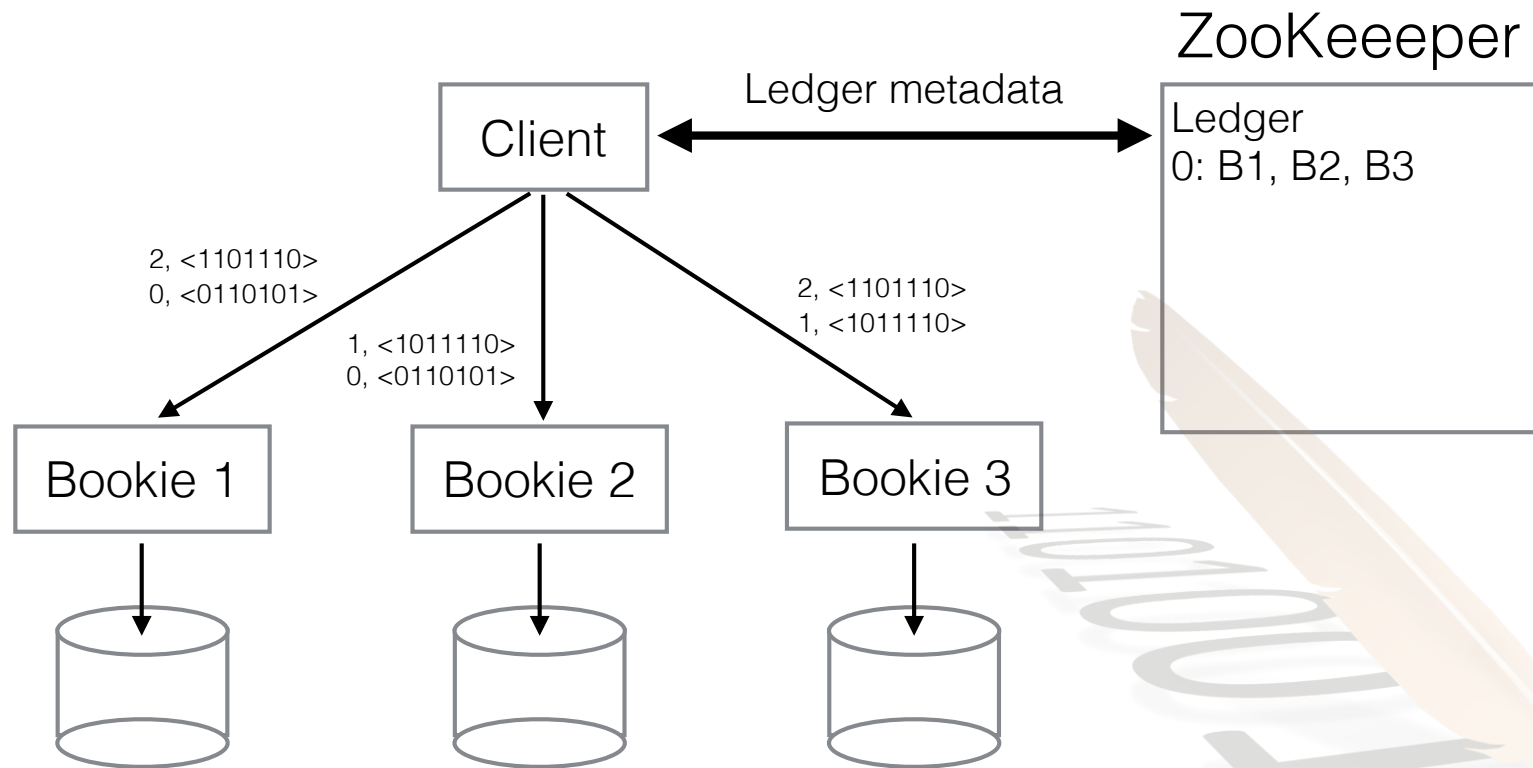 ZooKeeeper
Ledger metadata
Client
Ledger
0: B1, B2, B3
2, <1101110>
0, <0110101>
1, <1011110>
0, <0110101>
2, <1101110>
1, <1011110>
Bookie 1
Bookie 2
Bookie 3